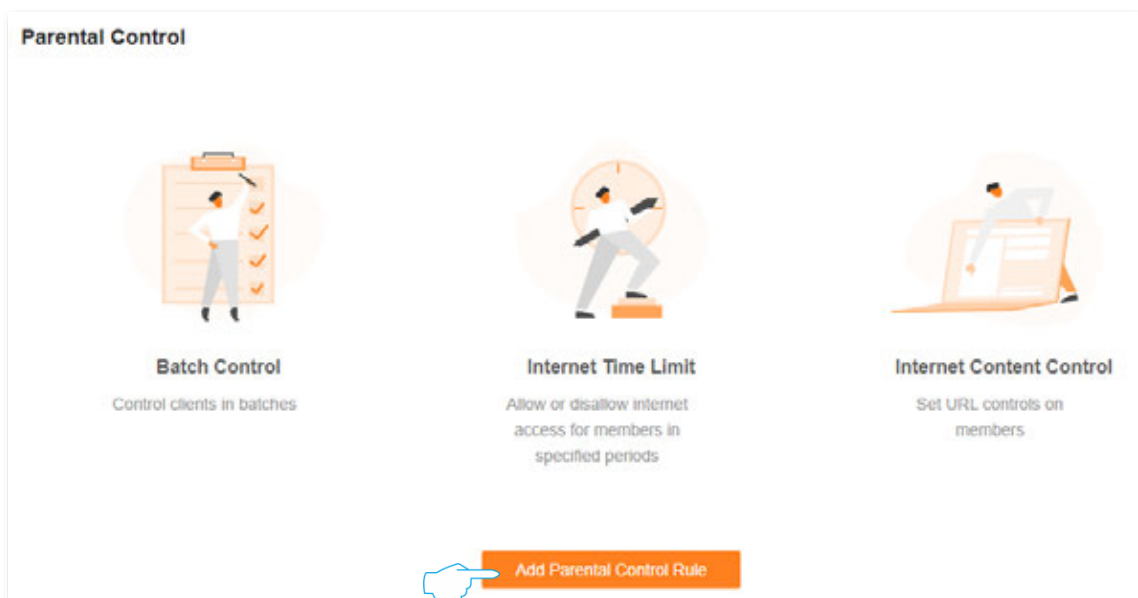 Parental Control
Batch Control
Control clients in batches
Internet Time Limit
Allow or disallow internet
access for members in
specified periods
Internet Content Control
Set URL controls on
members
Add Parental Control Rule